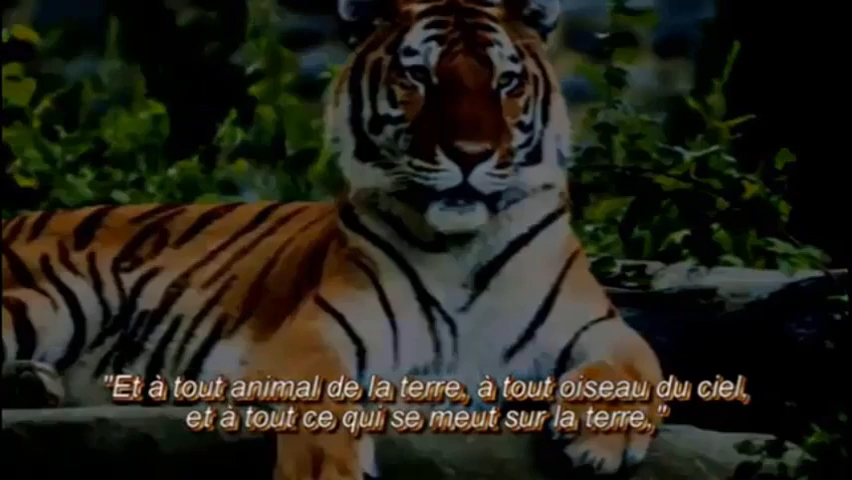 "Et à tout animal de la terre, à tout oiseau du ciel,
et à tout ce qui se meut sur la terre,"